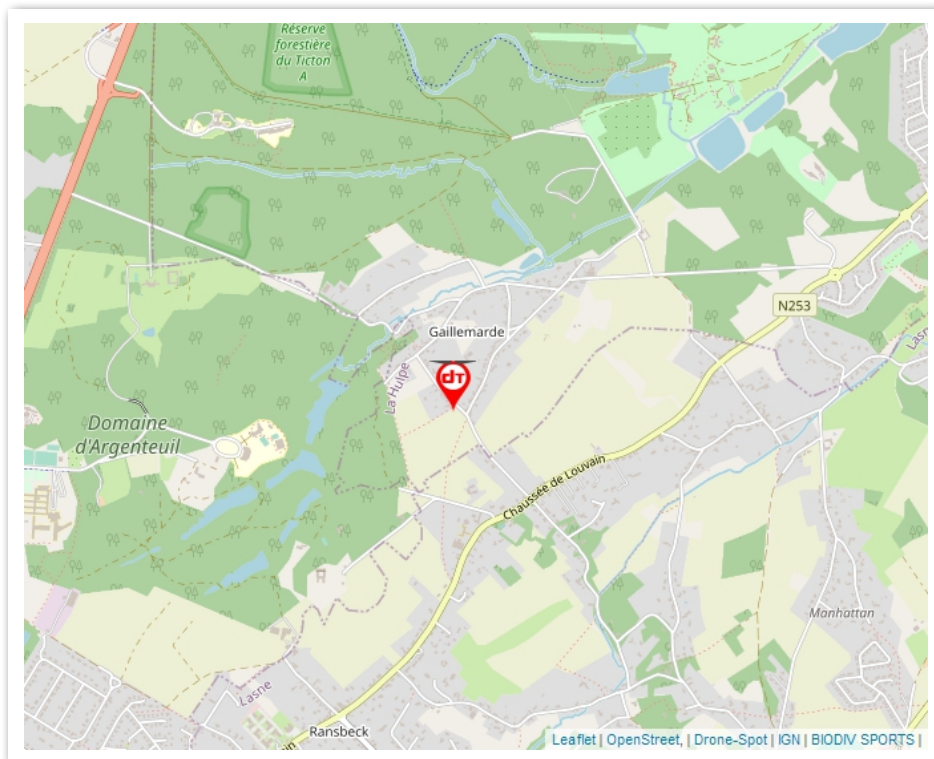 Réserve
forestière
du Ticton
A
N253
Gaillemarde
La Hulpe
dT
Lasne
Domaine
d'Argenteuil
Chaussée de Louvain
Manhattan
Lasne
Ransbeck
Leaflet | OpenStreet, | Drone-Spot | IGN | BIODIV SPORTS |